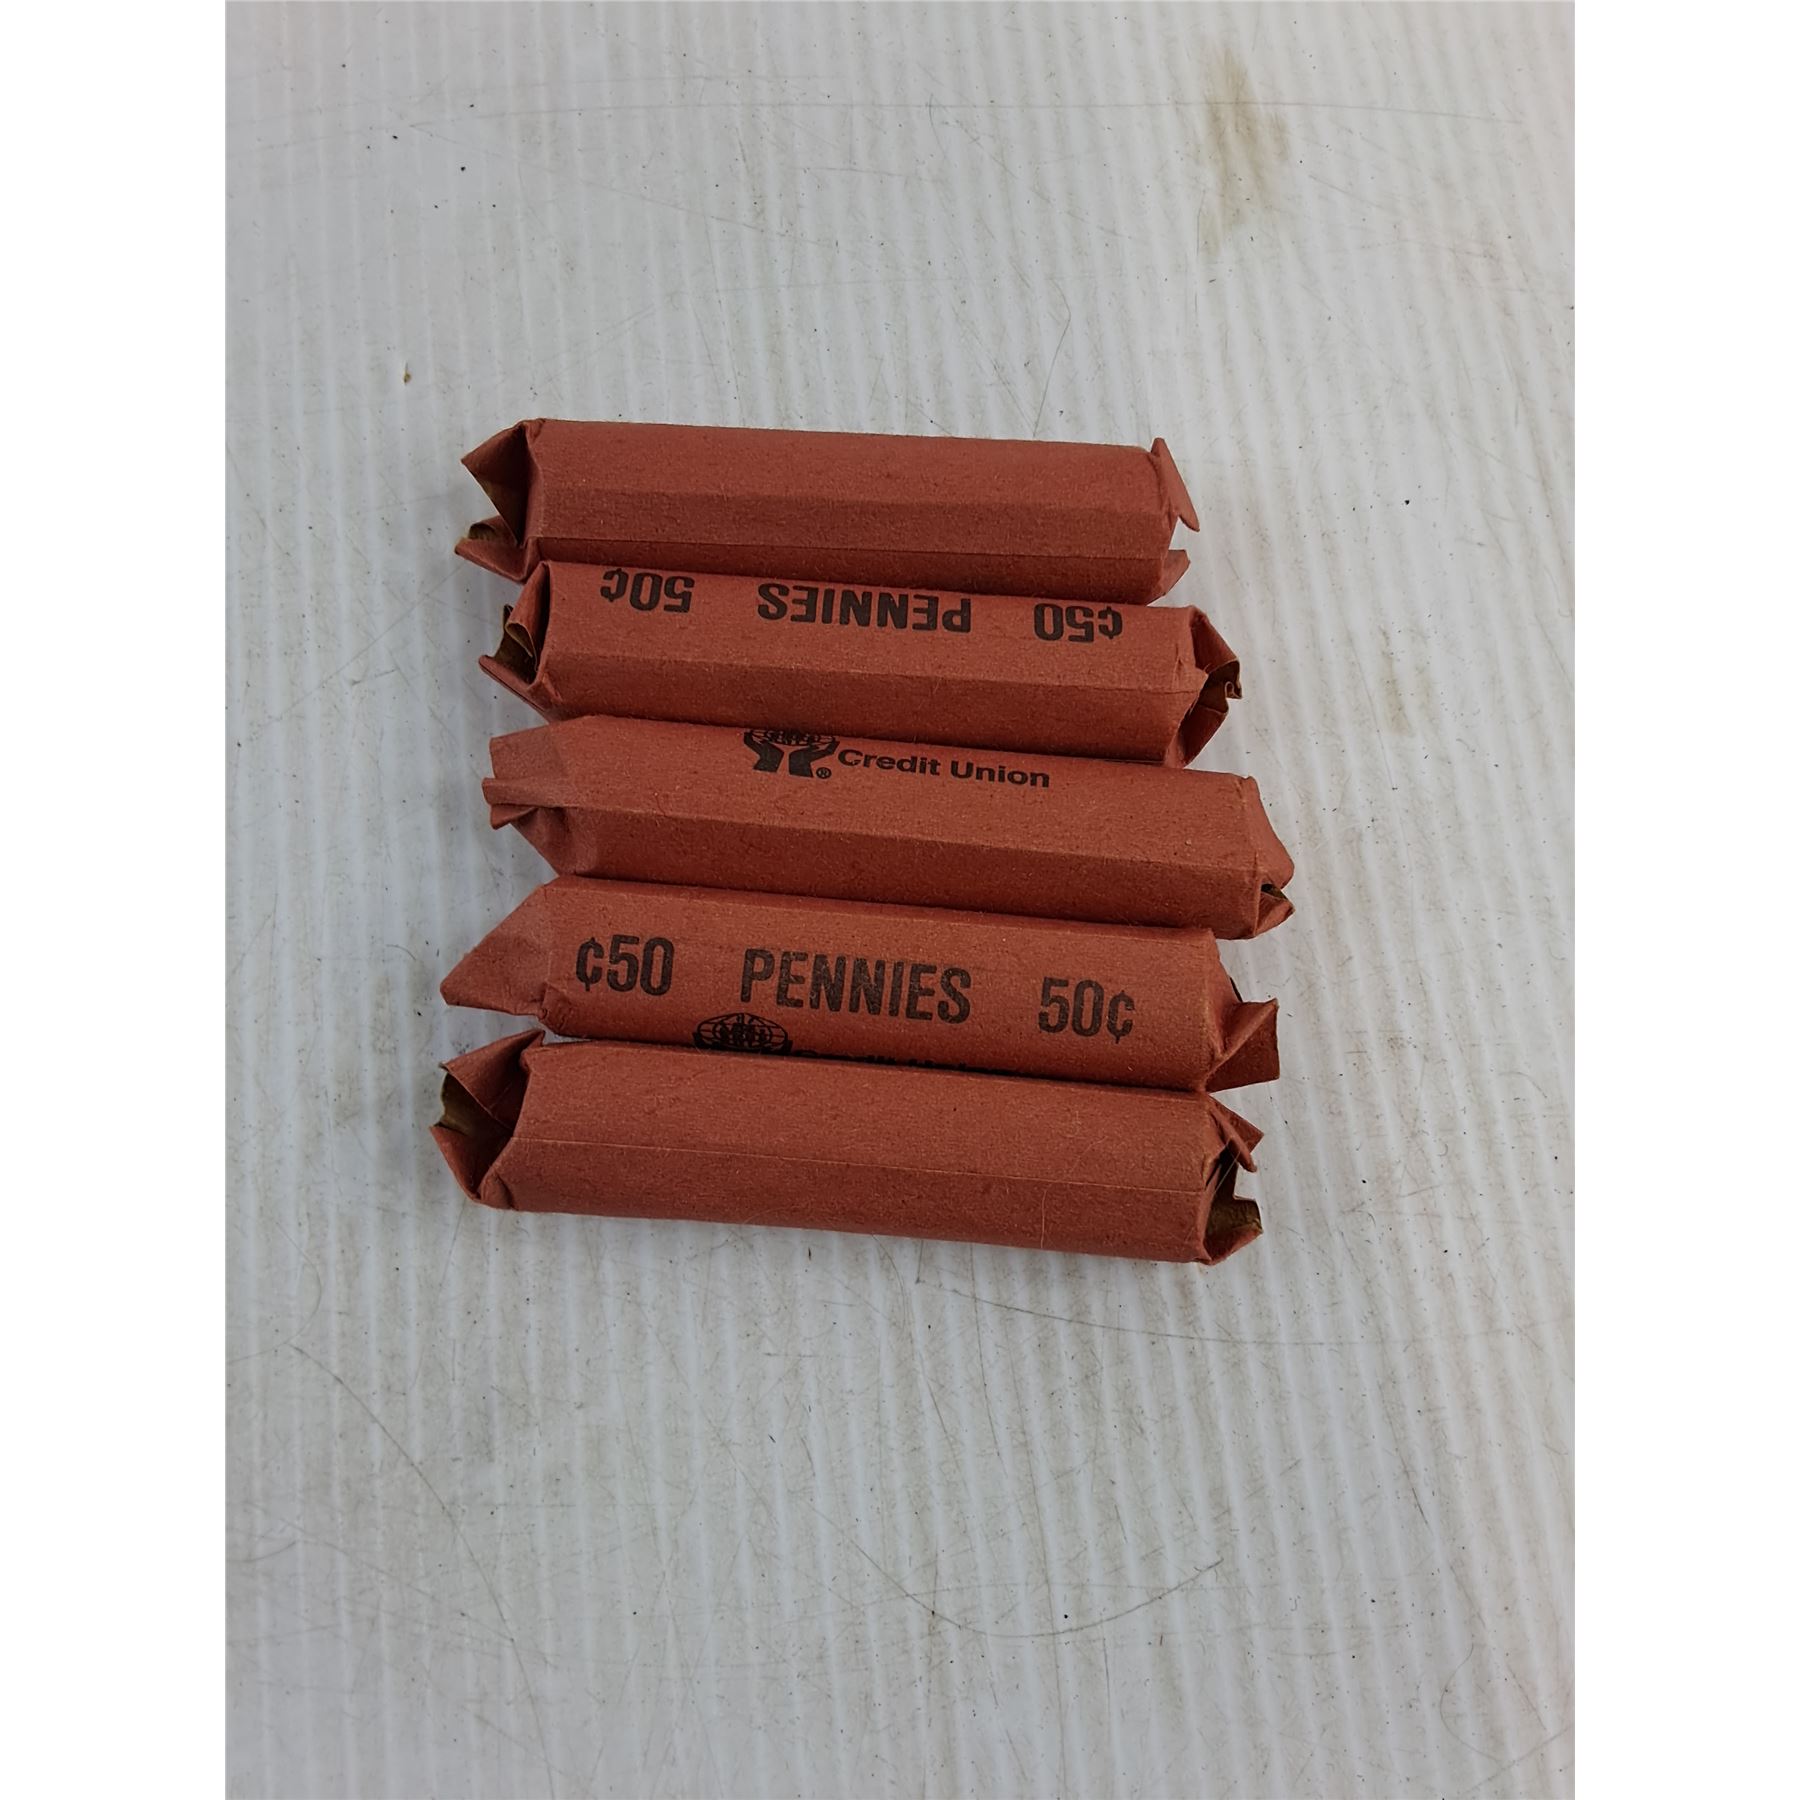 ¢50 PENNIES 50¢
® Credit Union
¢50 PENNIES 50¢